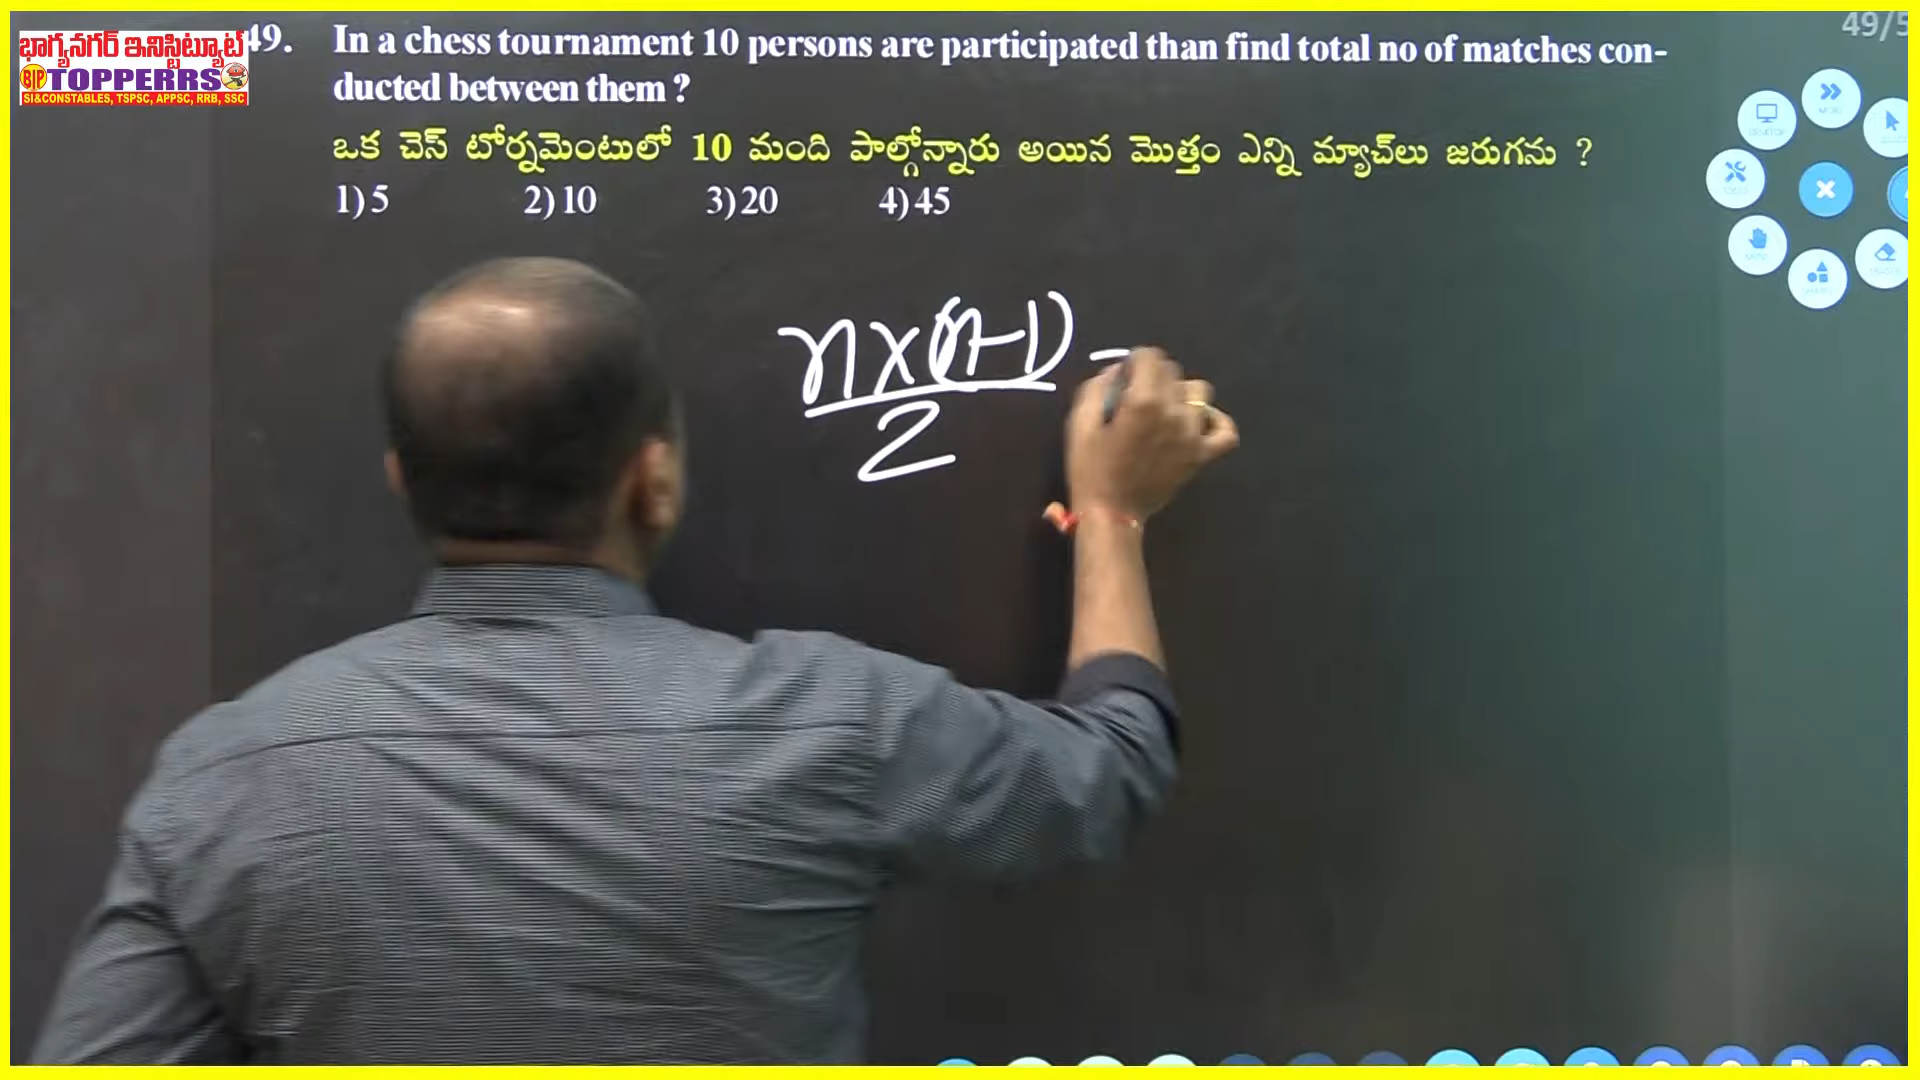 భాగ్యనగర్ ఇనిస్టిట్యూట్
BIP TOPPERRS
SI&CONSTABLES, TSPSC, APPSC, RRB, SSC
49/5
49. In a chess tournament 10 persons are participated than find total no of matches con-
ducted between them ?
ఒక చెస్ టోర్నమెంటులో 10 మంది పాల్గోన్నారు అయిన మొత్తం ఎన్ని మ్యాచ్‌లు జరుగును ?
1) 5 2) 10 3) 20 4) 45
n x (n-1) =
2
MORE
DESKTOP